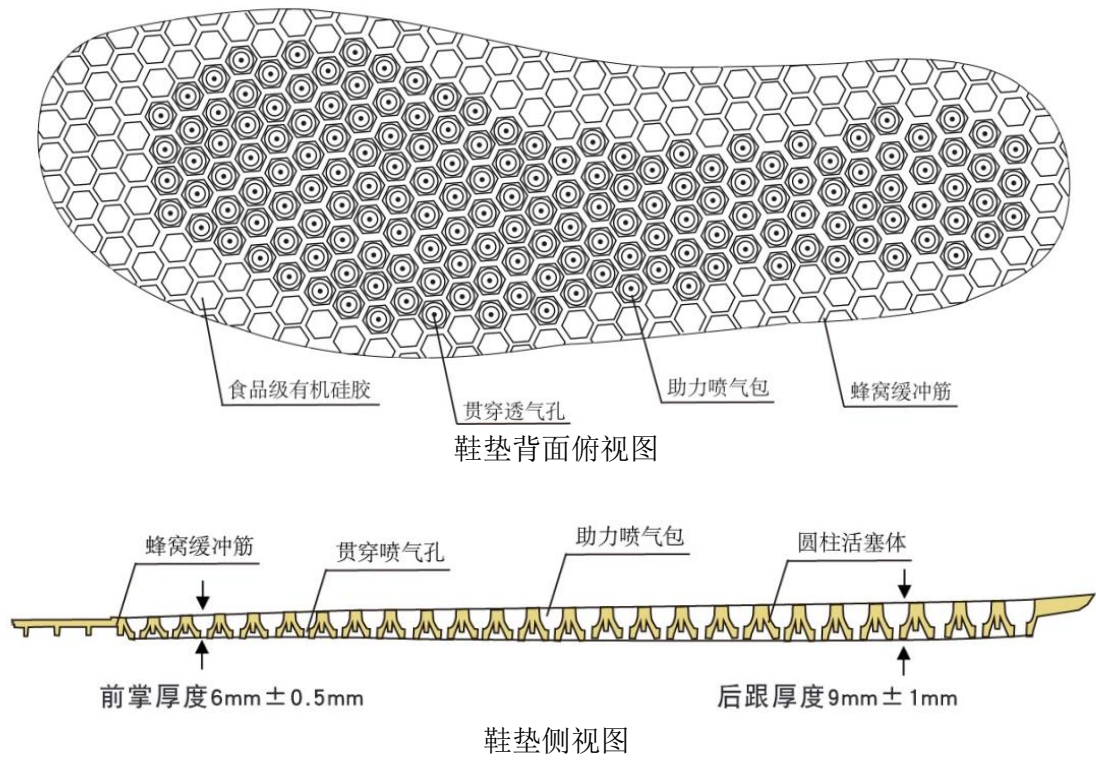 食品级有机硅胶
贯穿透气孔
助力喷气包
蜂窝缓冲筋
鞋垫背面俯视图
蜂窝缓冲筋
贯穿喷气孔
助力喷气包
圆柱活塞体
前掌厚度6mm±0.5mm
后跟厚度9mm±1mm
鞋垫侧视图